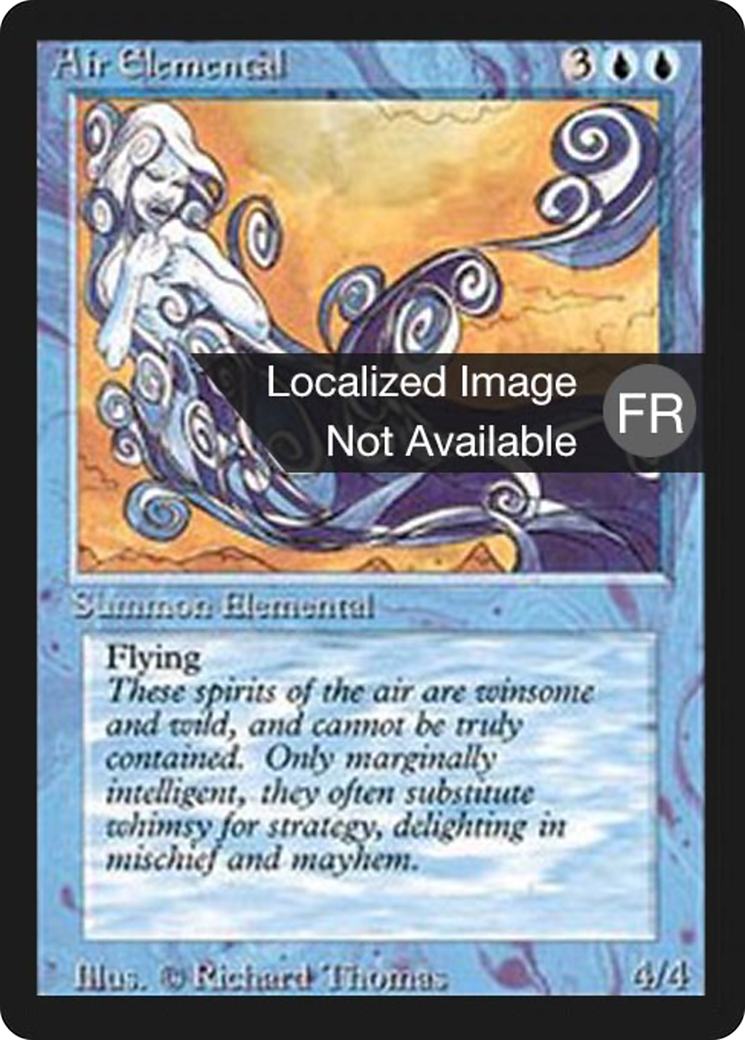 Air Elemental 3
Localized Image
Not Available
FR
Summon Elemental
Flying
These spirits of the air are winsome
and wild, and cannot be truly
contained. Only marginally
intelligent, they often substitute
whimsy for strategy, delighting in
mischief and mayhem.
Illus. © Richard Thomas 4/4